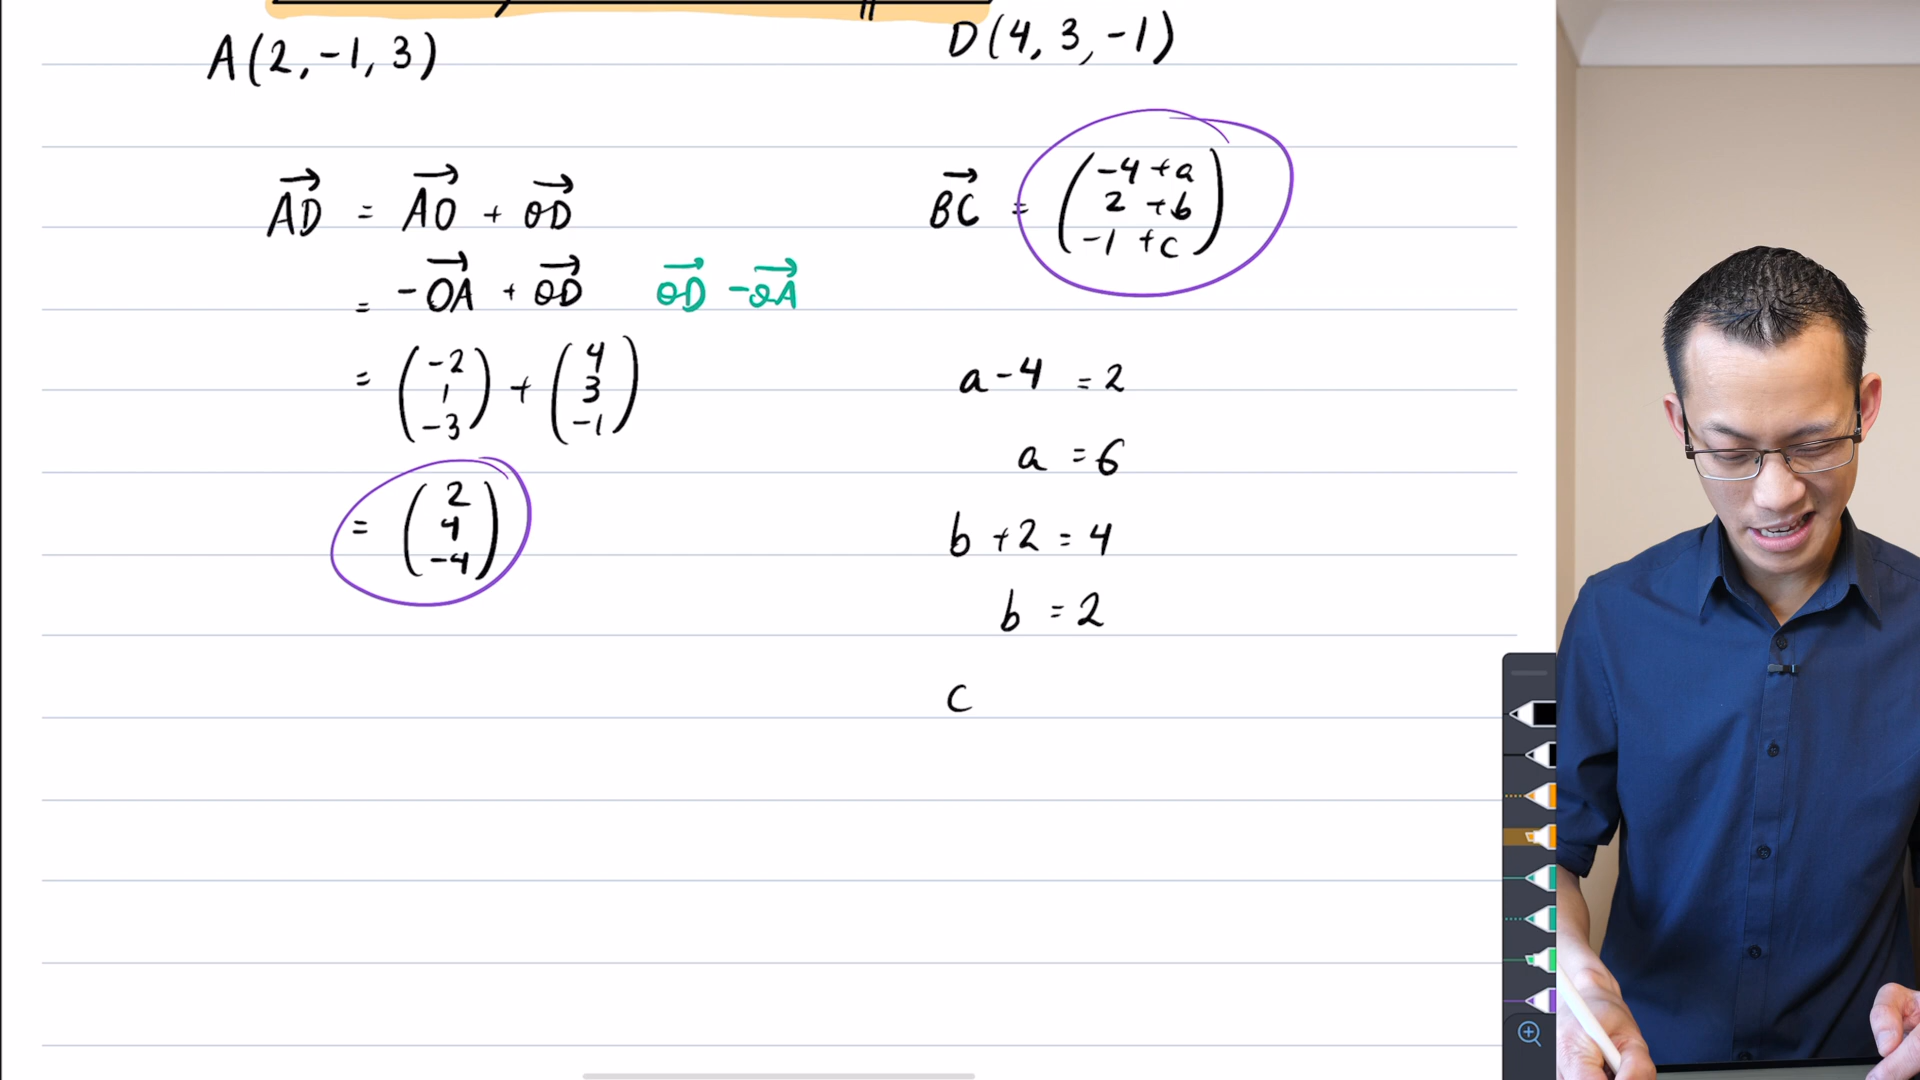 A(2, -1, 3)
D(4, 3, -1)
AD = AO + OD
= -OA + OD
OD - OA
= (-2 1 -3) + (4 3 -1)
= (2 4 -4)
BC = (-4 + a 2 + b -1 + c)
a - 4 = 2
a = 6
b + 2 = 4
b = 2
c